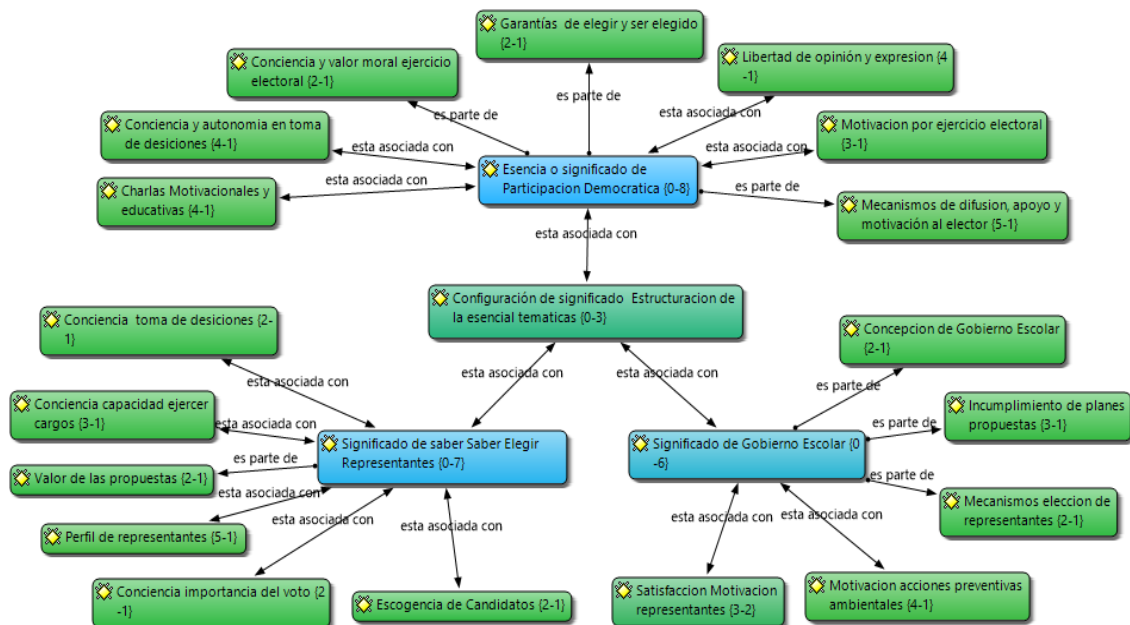 Garantías de elegir y ser elegido
{2-1}
Conciencia y valor moral ejercicio
electoral {2-1}
Libertad de opinión y expresion {4
-1}
es parte de
es parte de
esta asociada con
Conciencia y autonomia en toma
de desiciones {4-1}
Motivacion por ejercicio electoral
{3-1}
esta asociada con
esta asociada con
Esencia o significado de
Participacion Democratica {0-8}
Charlas Motivacionales y
educativas {4-1}
esta asociada con
es parte de
Mecanismos de difusion, apoyo y
motivación al elector {5-1}
esta asociada con
Configuración de significado Estructuracion de
la esencial tematicas {0-3}
Conciencia toma de desiciones {2-
1}
Concepcion de Gobierno Escolar
{2-1}
esta asociada con
esta asociada con
esta asociada con
es parte de
Conciencia capacidad ejercer
cargos {3-1}
esta asociada con
Incumplimiento de planes
propuestas {3-1}
es parte de
Significado de saber Saber Elegir
Representantes {0-7}
Significado de Gobierno Escolar {0
-6}
es parte de
Valor de las propuestas {2-1}
es parte de
esta asociada con
Mecanismos eleccion de
representantes {2-1}
Perfil de representantes {5-1}
esta asociada con
esta asociada con
esta asociada con
esta asociada con
Conciencia importancia del voto {2
-1}
Escogencia de Candidatos {2-1}
Satisfaccion Motivacion
representantes {3-2}
Motivacion acciones preventivas
ambientales {4-1}